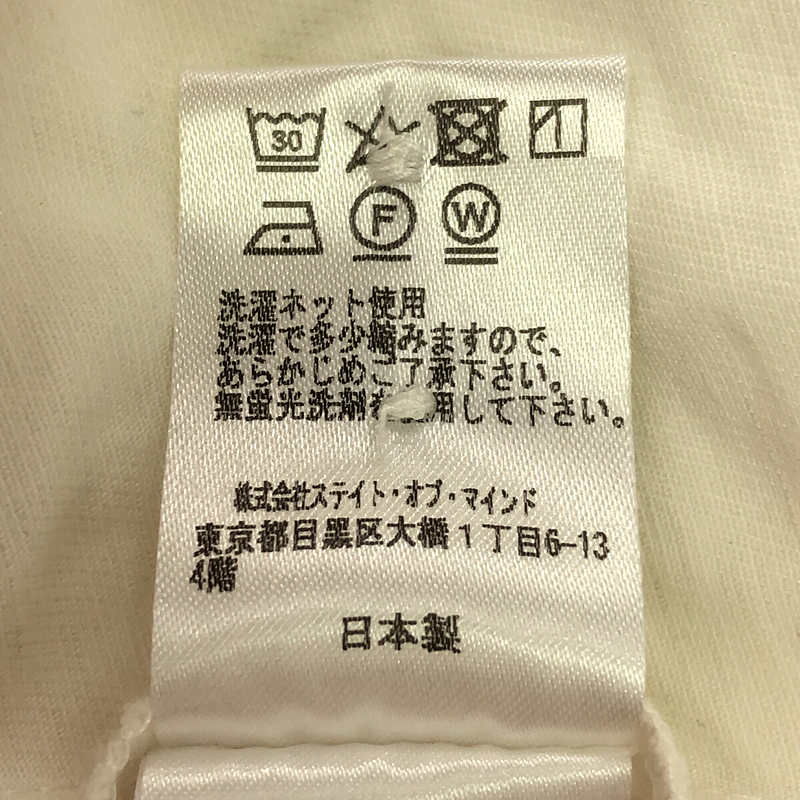 30
F W
洗濯ネット使用
洗濯で多少縮みますので、
あらかじめご了承下さい。
無蛍光洗剤を使用して下さい。
株式会社ステイト・オブ・マインド
東京都目黒区大橋1丁目6-13
4階
日本製